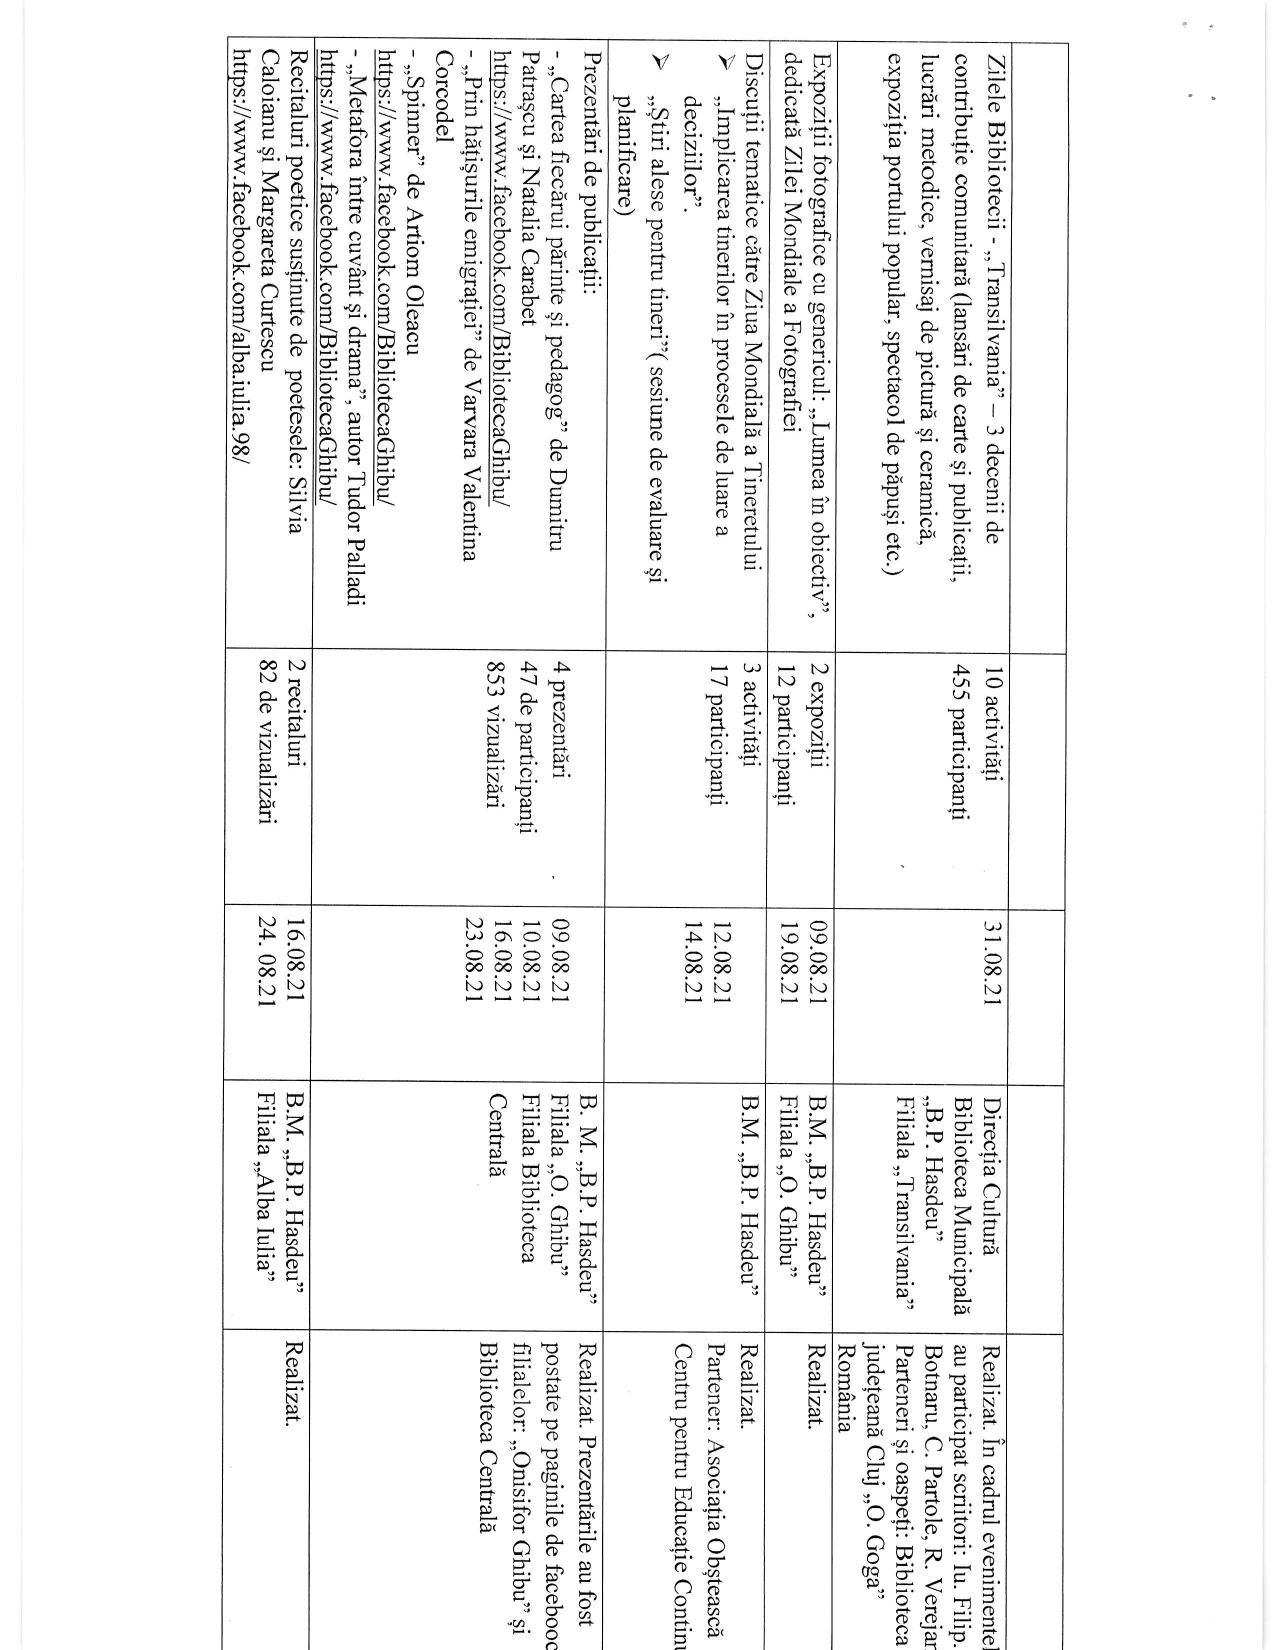 Zilele Bibliotecii - „Transilvania” – 3 decenii de
contribuție comunitară (lansări de carte și publicații,
lucrări metodice, vernisaj de pictură și ceramică,
expoziția portului popular, spectacol de păpuși etc.)
10 activități
455 participanți
31.08.21
Direcția Cultură
Biblioteca Municipală
„B.P. Hasdeu”
Filiala „Transilvania”
Realizat. În cadrul
au participat scriitori: Iu. Filip.
Botnaru, C. Partole, R.
Parteneri și oaspeți: Biblioteca
județeană Cluj „O. Goga”
România
Expoziții fotografice cu genericul: „Lumea în obiectiv”,
dedicată Zilei Mondiale a Fotografiei
2 expoziții
12 participanți
09.08.21
19.08.21
B.M. „B.P. Hasdeu”
Filiala „O. Ghibu”
Realizat.
Discuții tematice către Ziua Mondială a Tineretului
➢ „Implicarea tinerilor în procesele de luare a
deciziilor”.
➢ „Știri alese pentru tineri”( sesiune de evaluare și
planificare)
3 activități
17 participanți
12.08.21
14.08.21
B.M. „B.P. Hasdeu”
Realizat.
Partener: Asociația Obștească
Centru pentru Educație
Prezentări de publicații:
- „Cartea fiecărui părinte și pedagog” de Dumitru
Patrașcu și Natalia Carabet
https://www.facebook.com/BibliotecaGhibu/
- „Prin hățișurile emigrației” de Varvara Valentina
Corcodel
- „Spinner” de Artiom Oleacu
https://www.facebook.com/BibliotecaGhibu/
- „Metafora între cuvânt şi drama”, autor Tudor Palladi
https://www.facebook.com/BibliotecaGhibu/
4 prezentări
47 de participanți
853 vizualizări
09.08.21
10.08.21
16.08.21
23.08.21
B. M. „B.P. Hasdeu”
Filiala „O. Ghibu”
Filiala Biblioteca
Centrală
Realizat. Prezentările au fost
postate pe paginile de
filialelor: „Onisifor Ghibu” și
Biblioteca Centrală
Recitaluri poetice susținute de poetesele: Silvia
Caloianu și Margareta Curtescu
https://www.facebook.com/alba.iulia.98/
2 recitaluri
82 de vizualizări
16.08.21
24. 08.21
B.M. „B.P. Hasdeu”
Filiala „Alba Iulia”
Realizat.